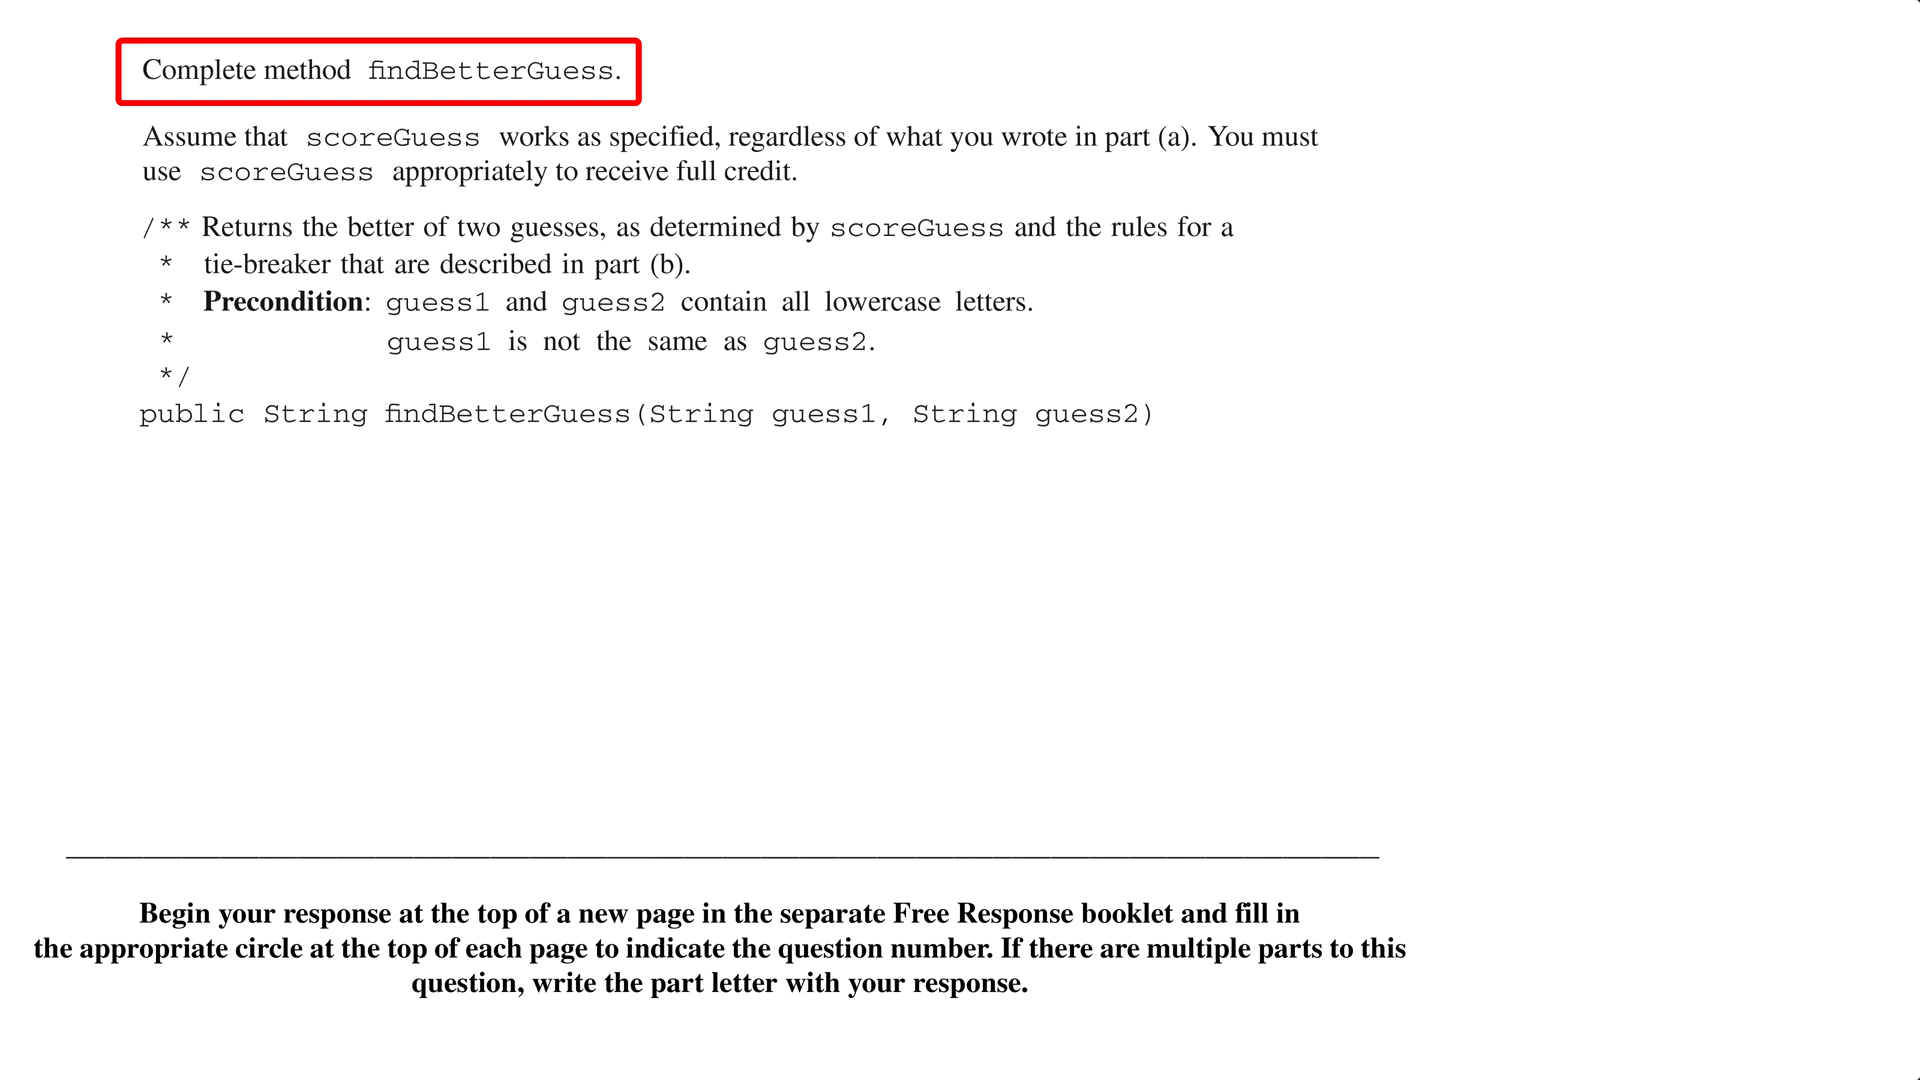 Complete method findBetterGuess.
Assume that scoreGuess works as specified, regardless of what you wrote in part (a). You must
use scoreGuess appropriately to receive full credit.
/** Returns the better of two guesses, as determined by scoreGuess and the rules for a
* tie-breaker that are described in part (b).
* Precondition: guess1 and guess2 contain all lowercase letters.
* guess1 is not the same as guess2.
*/
public String findBetterGuess(String guess1, String guess2)
Begin your response at the top of a new page in the separate Free Response booklet and fill in
the appropriate circle at the top of each page to indicate the question number. If there are multiple parts to this
question, write the part letter with your response.